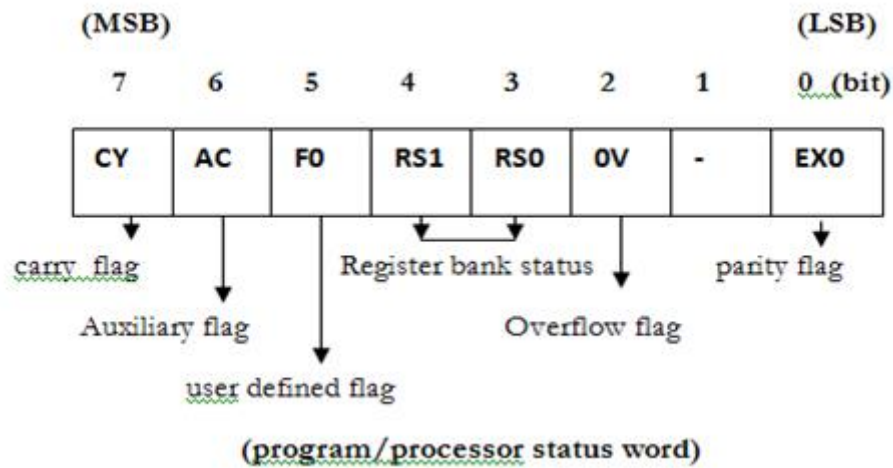 (MSB) (LSB)
7 6 5 4 3 2 1 0 (bit)
CY AC F0 RS1 RS0 0V - EX0
carry flag Register bank status parity flag
Auxiliary flag Overflow flag
user defined flag
(program/processor status word)